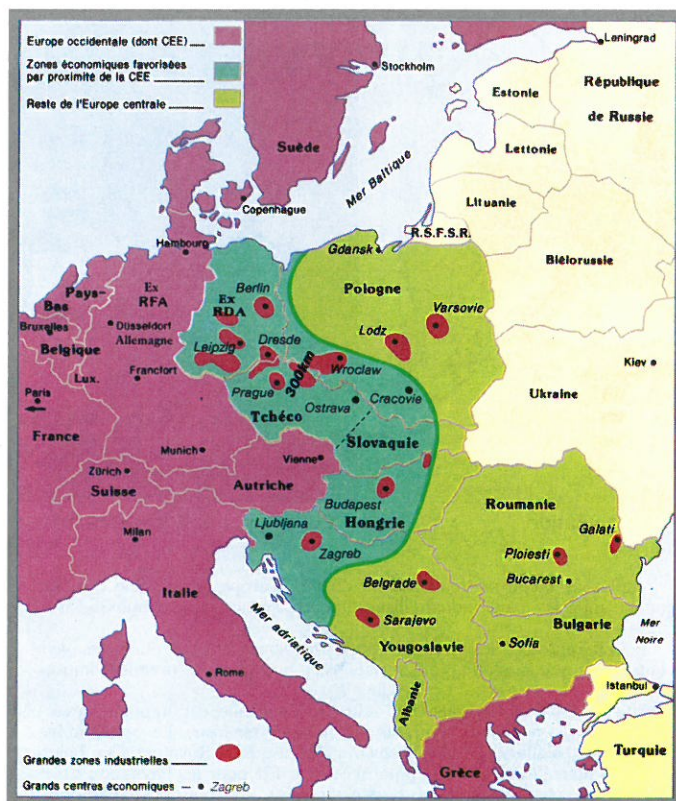 Europe occidentale (dont CEE)
Zones économiques favorisées
par proximité de la CEE
Reste de l'Europe centrale
Leningrad
Stockholm
Estonie
République
de Russie
Suède
Lettonie
Mer Baltique
Lituanie
Copenhague
R.S.F.S.R.
Hambourg
Gdansk
Biélorussie
Ex
RFA
Berlin
Pologne
Pays-
Bas
Ex
RDA
Varsovie
Bruxelles
Düsseldorf
Allemagne
Lodz
Belgique
Leipzig
Dresde
300km
Wroclaw
Kiev
Lux.
Francfort
Prague
Cracovie
Ukraine
Paris
Ostrava
Tchéco
Slovaquie
France
Munich
Vienne
Zürich
Suisse
Autriche
Budapest
Roumanie
Hongrie
Milan
Ljubljana
Zagreb
Galati
Ploiesti
Bucarest
Belgrade
Italie
Mer adriatique
Sarajevo
Bulgarie
Mer
Noire
Yougoslavie
Sofia
Rome
Albanie
Istanbul
Turquie
Grèce
Grandes zones industrielles
Grands centres économiques — Zagreb